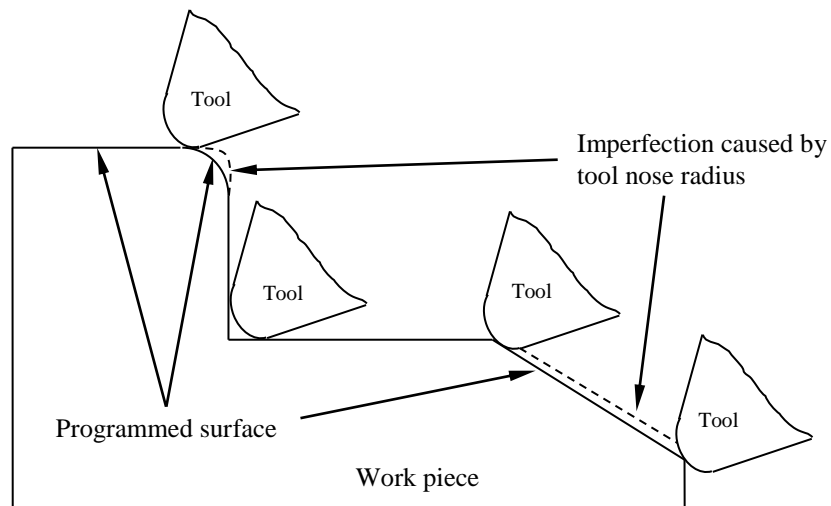 Tool
Imperfection caused by
tool nose radius
Tool
Tool
Tool
Programmed surface
Work piece